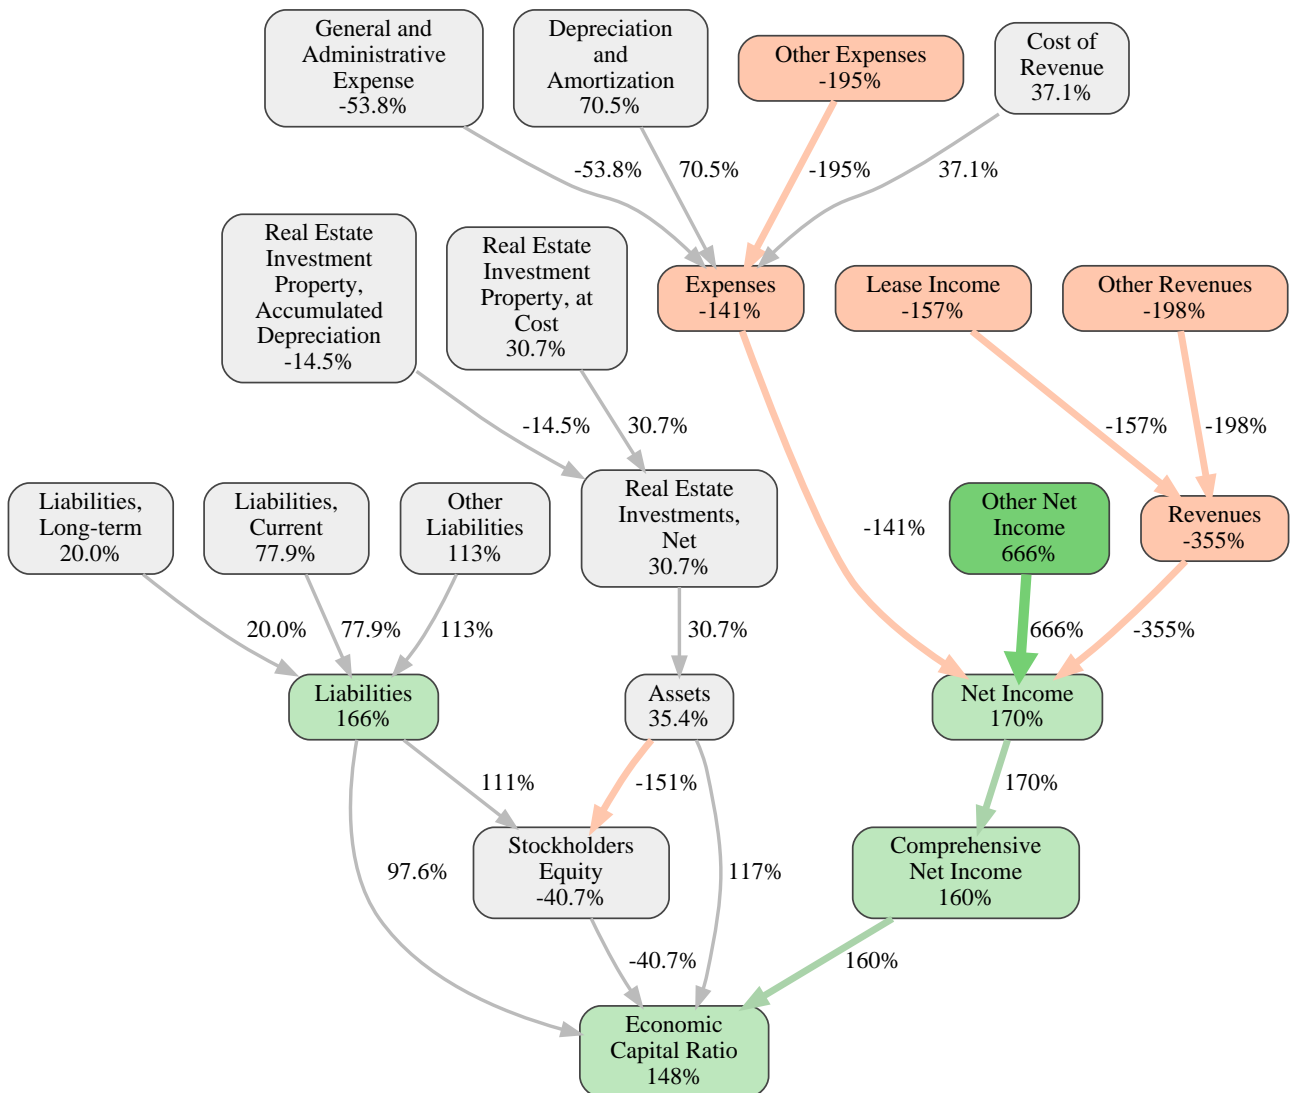 General and
Administrative
Expense
-53.8%
Depreciation
and
Amortization
70.5%
Other Expenses
-195%
Cost of
Revenue
37.1%
-53.8%
70.5%
-195%
37.1%
Real Estate
Investment
Property,
Accumulated
Depreciation
-14.5%
Real Estate
Investment
Property, at
Cost
30.7%
Expenses
-141%
Lease Income
-157%
Other Revenues
-198%
-14.5%
30.7%
-157%
-198%
Liabilities,
Long-term
20.0%
Liabilities,
Current
77.9%
Other
Liabilities
113%
Real Estate
Investments,
Net
30.7%
-141%
Other Net
Income
666%
Revenues
-355%
20.0%
77.9%
113%
30.7%
666%
-355%
Liabilities
166%
Assets
35.4%
Net Income
170%
111%
-151%
170%
97.6%
Stockholders
Equity
-40.7%
117%
Comprehensive
Net Income
160%
-40.7%
160%
Economic
Capital Ratio
148%